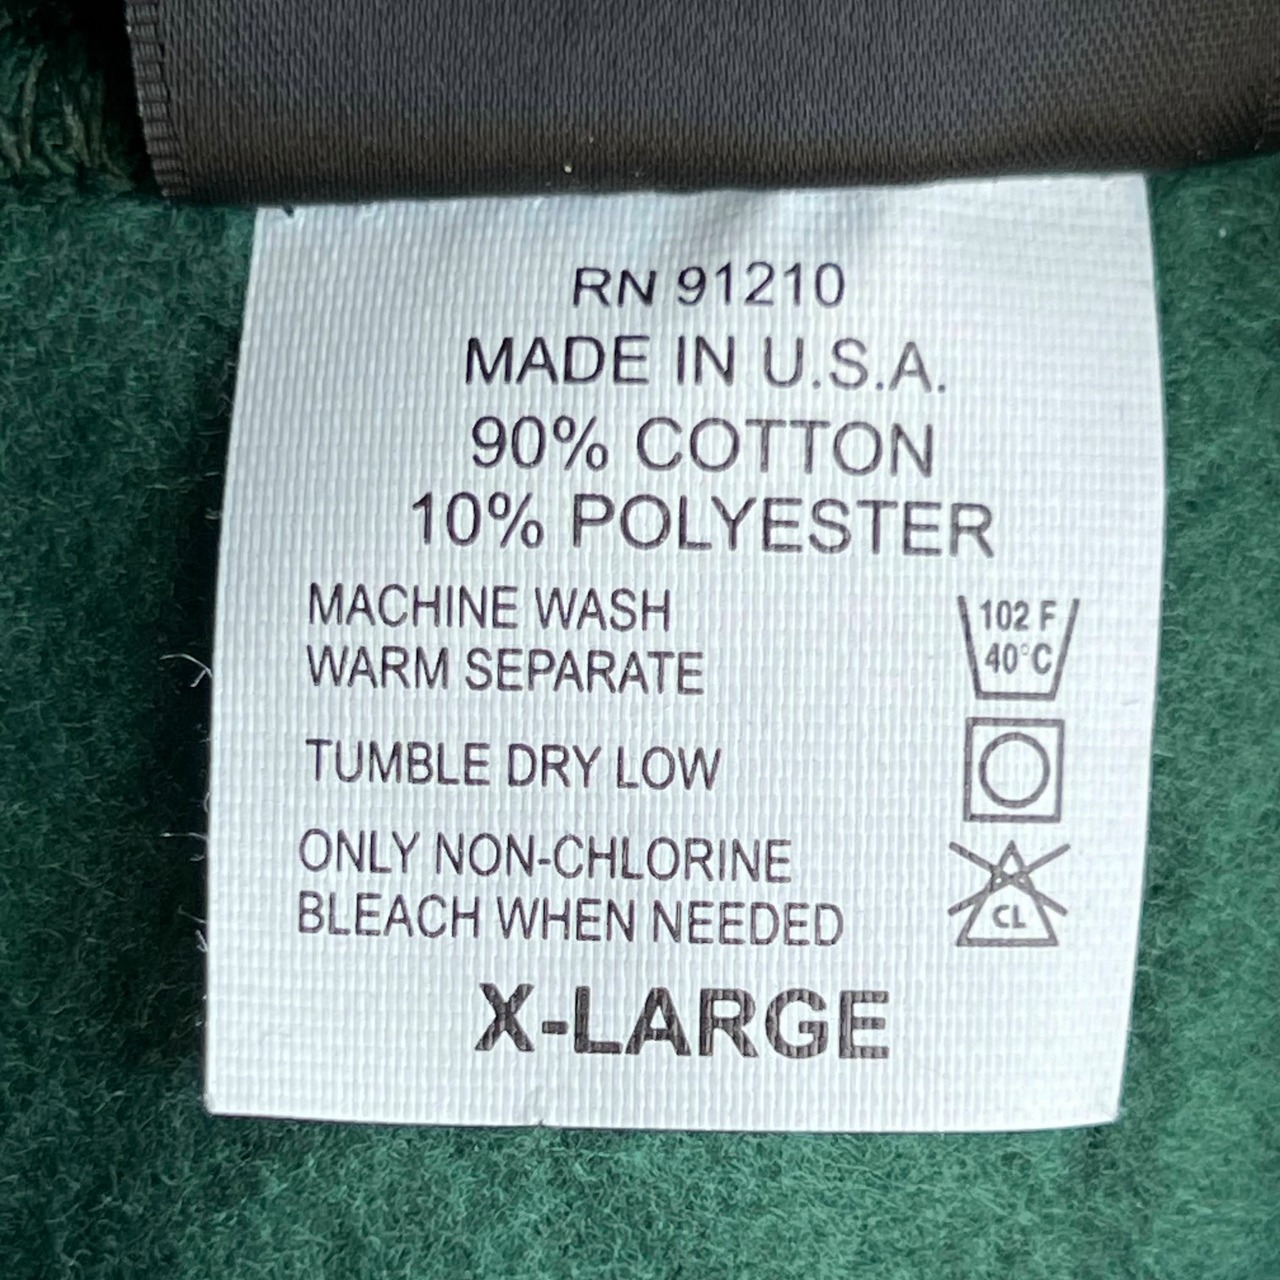 RN 91210
MADE IN U.S.A.
90% COTTON
10% POLYESTER
MACHINE WASH
WARM SEPARATE
102 F
40°C
TUMBLE DRY LOW
ONLY NON-CHLORINE
BLEACH WHEN NEEDED
CL
X-LARGE